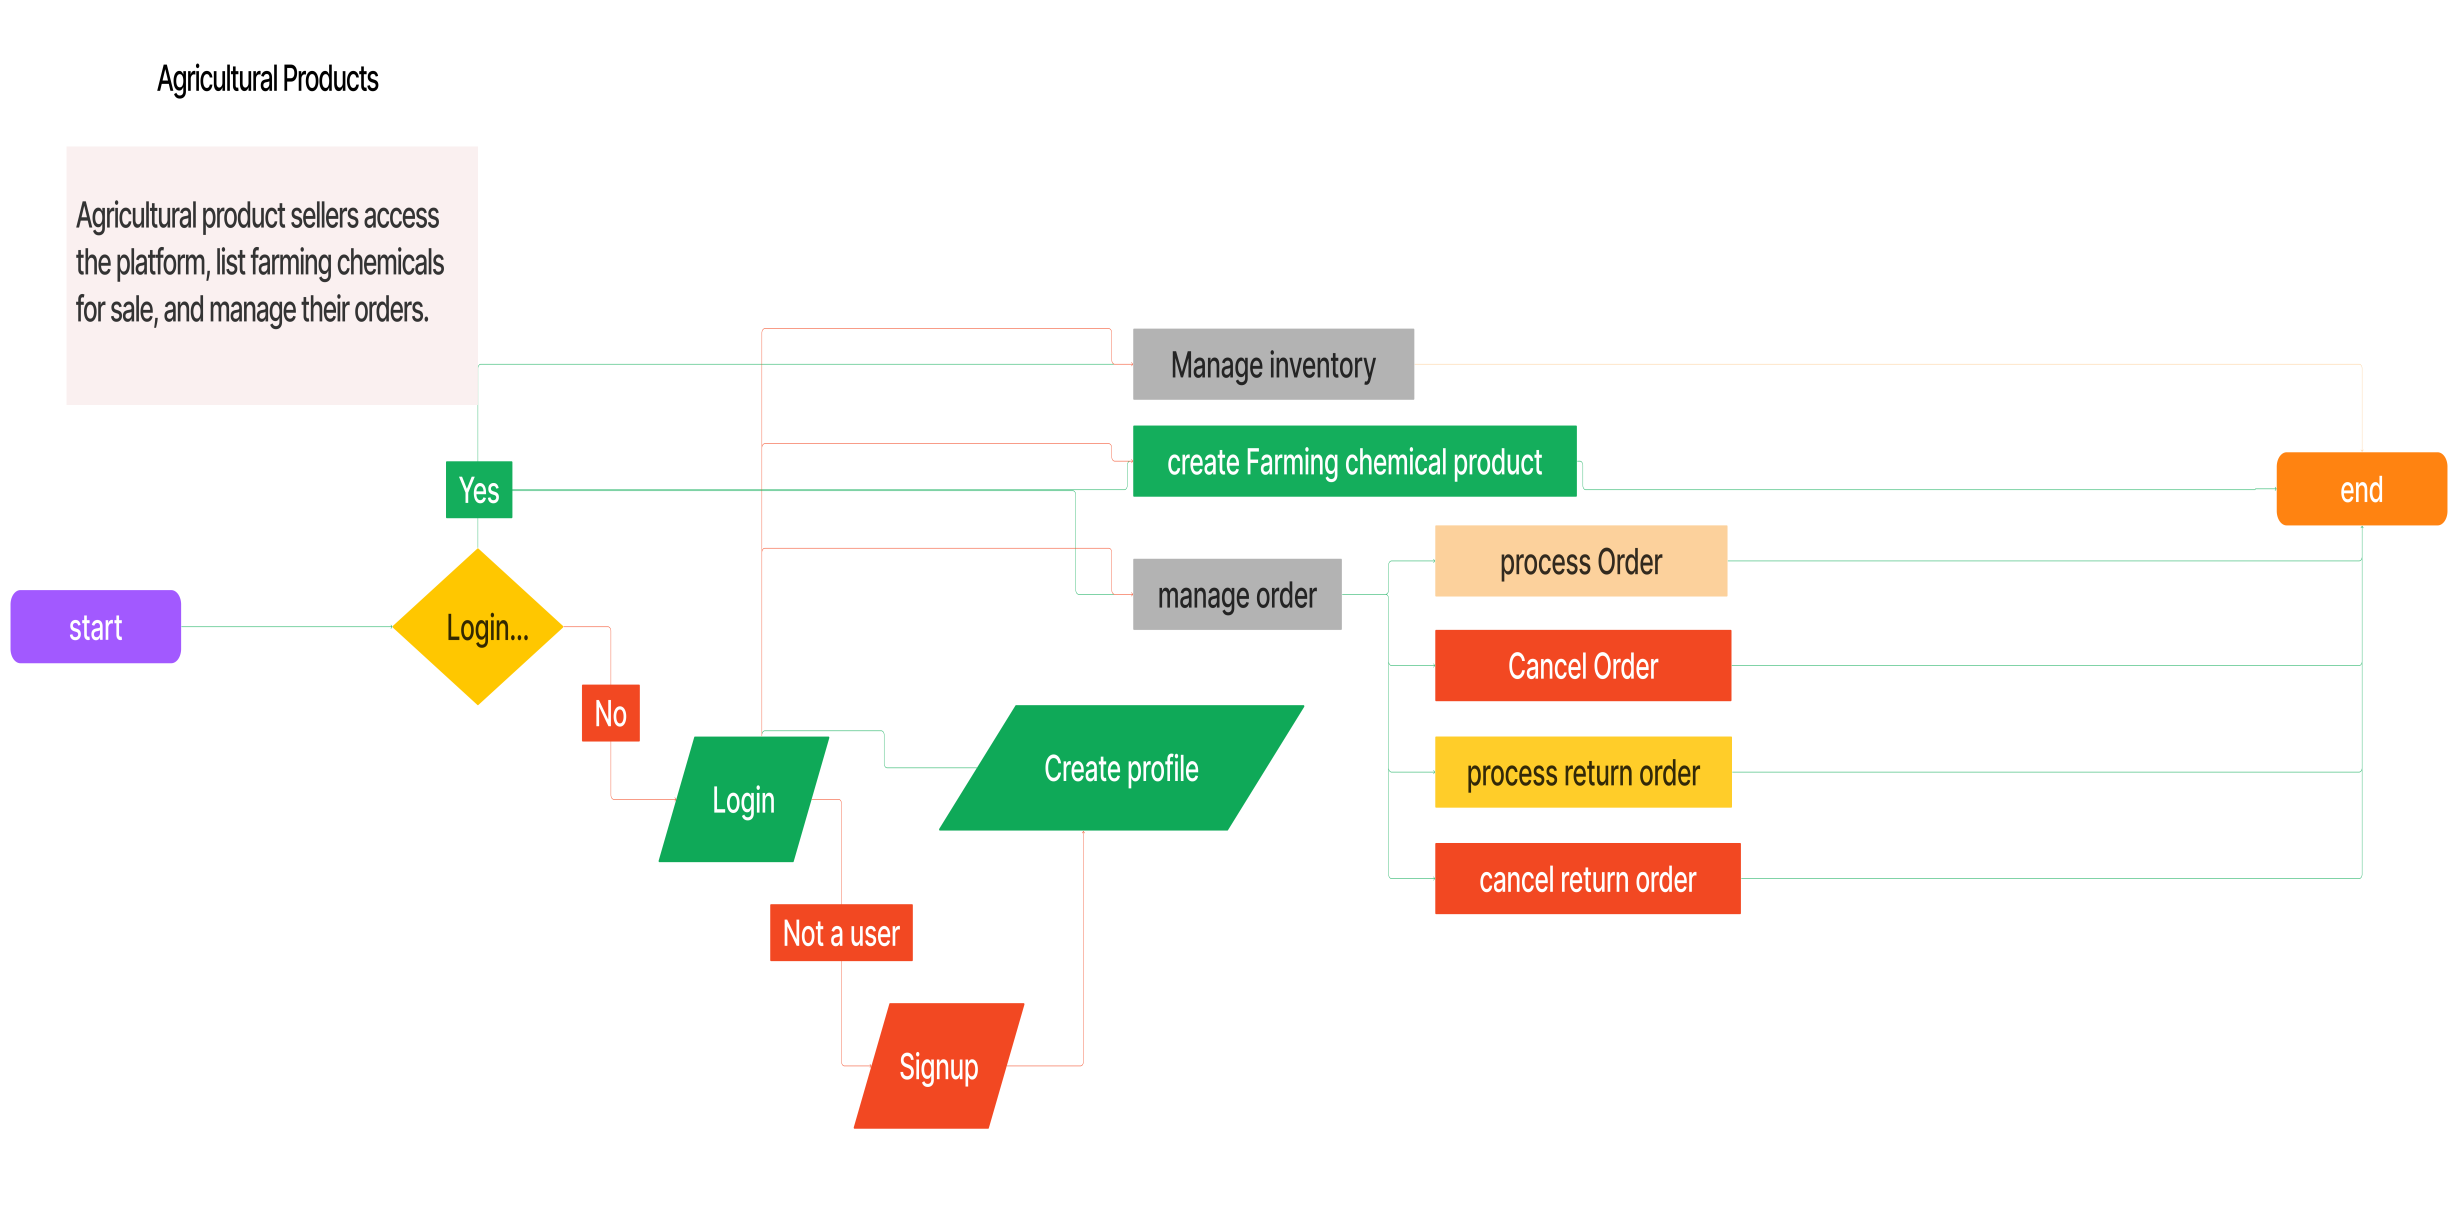 Agricultural Products
Agricultural product sellers access
the platform, list farming chemicals
for sale, and manage their orders.
Manage inventory
create Farming chemical product
Yes
end
process Order
manage order
start
Login...
Cancel Order
No
Create profile
process return order
Login
cancel return order
Not a user
Signup